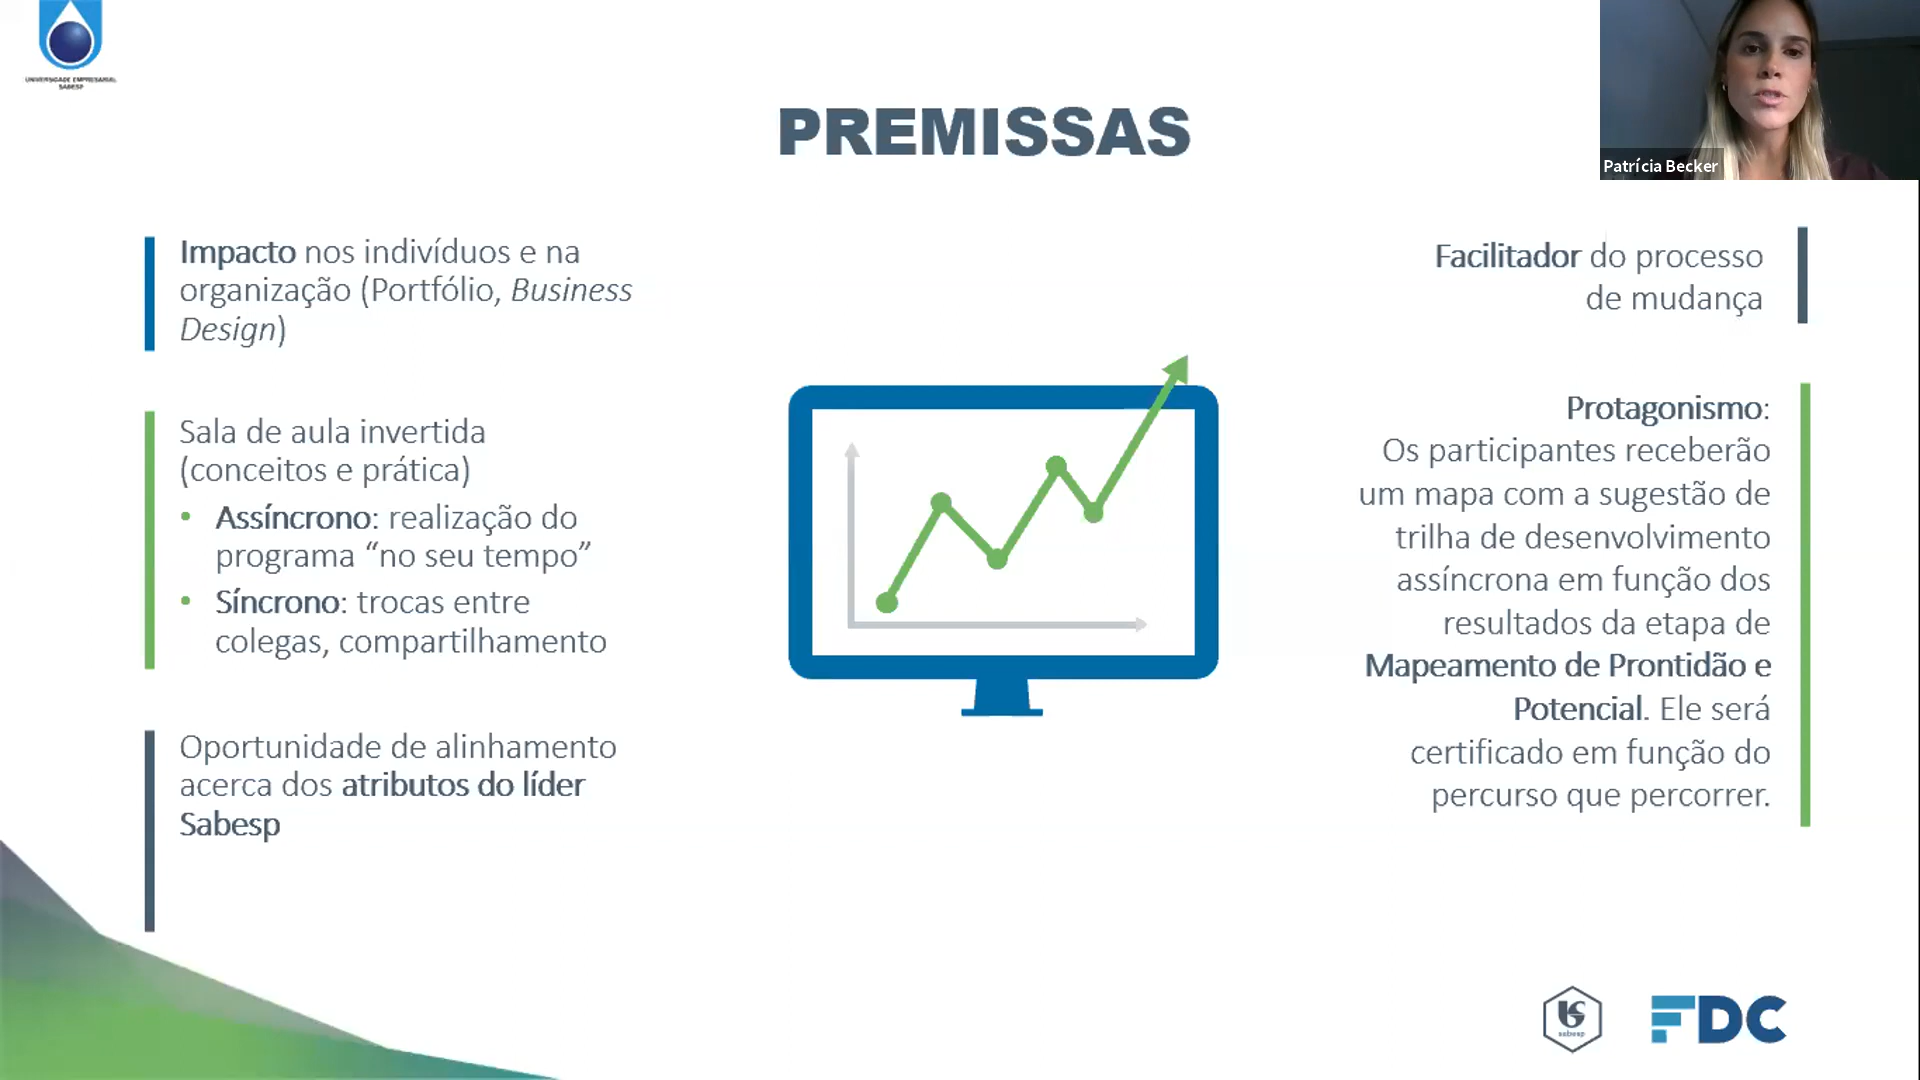 UNIVERSIDADE EMPRESARIAL
SABESP
PREMISSAS
Patrícia Becker
Impacto nos indivíduos e na
organização (Portfólio, Business
Design)
Sala de aula invertida
(conceitos e prática)
• Assíncrono: realização do
programa “no seu tempo”
• Síncrono: trocas entre
colegas, compartilhamento
Oportunidade de alinhamento
acerca dos atributos do líder
Sabesp
Facilitador do processo
de mudança
Protagonismo:
Os participantes receberão
um mapa com a sugestão de
trilha de desenvolvimento
assíncrona em função dos
resultados da etapa de
Mapeamento de Prontidão e
Potencial. Ele será
certificado em função do
percurso que percorrer.
sabesp
FDC